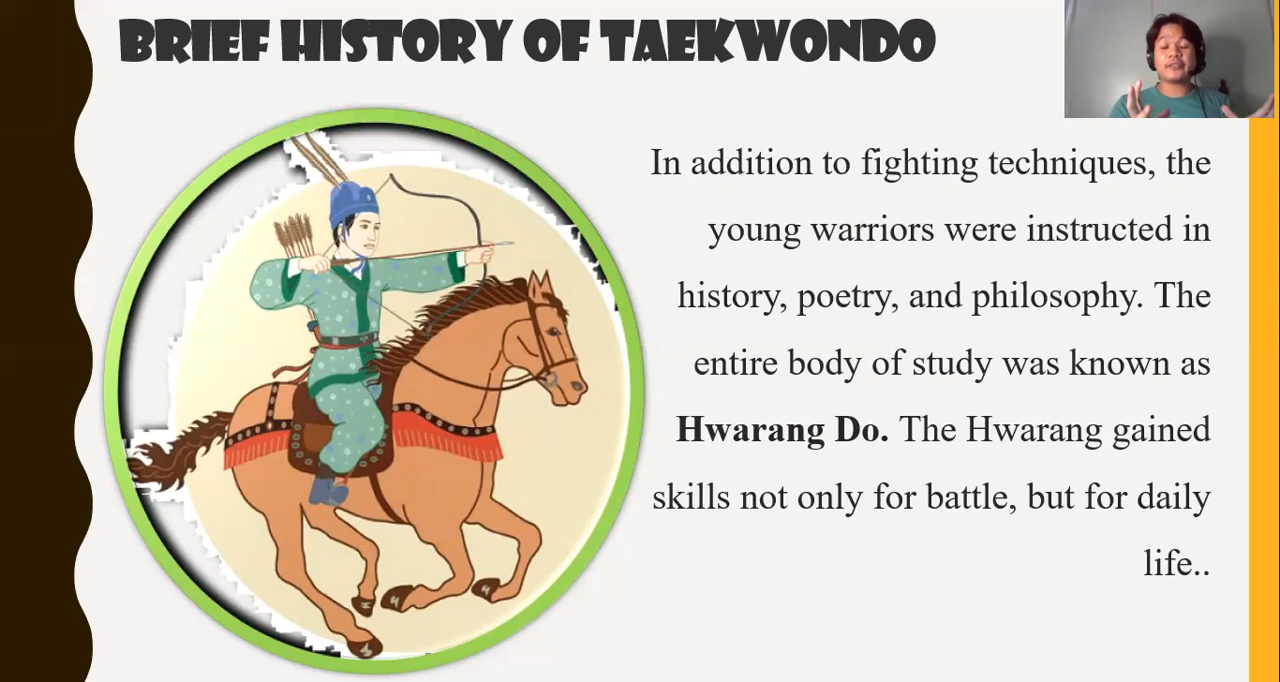 BRIEF HISTORY OF TAEKWONDO
In addition to fighting techniques, the
young warriors were instructed in
history, poetry, and philosophy. The
entire body of study was known as
Hwarang Do. The Hwarang gained
skills not only for battle, but for daily
life..